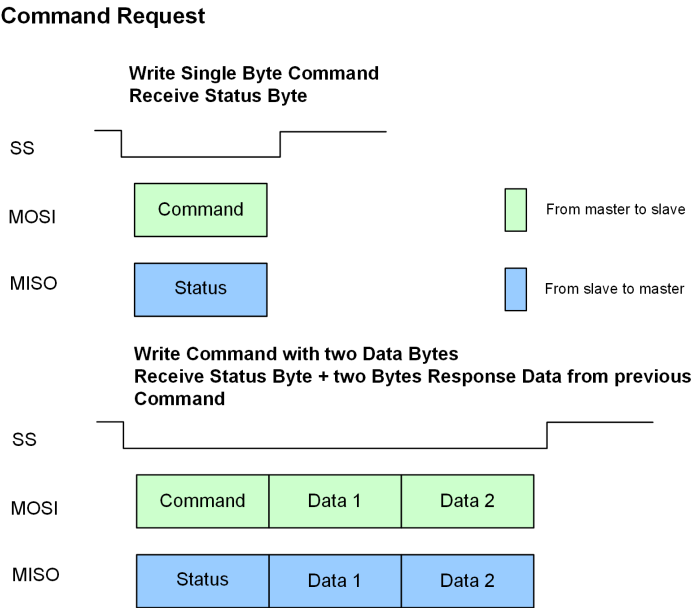 Command Request
Write Single Byte Command
Receive Status Byte
SS
MOSI
Command
From master to slave
MISO
Status
From slave to master
Write Command with two Data Bytes
Receive Status Byte + two Bytes Response Data from previous
Command
SS
MOSI
Command
Data 1
Data 2
MISO
Status
Data 1
Data 2